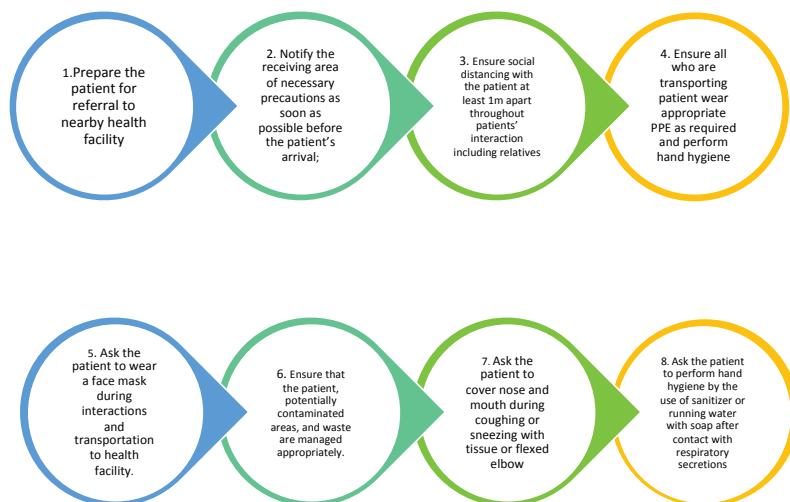 1.Prepare the
patient for
referral to
nearby health
facility
2. Notify the
receiving area of
necessary
precautions as
soon as
possible before
the patient's
arrival;
3. Ensure social
distancing with
the patient at
least 1m apart
throughout
patients'
interaction
including relatives
4. Ensure all
who are
transporting
patient wear
appropriate
PPE as required
and perform
hand hygiene
5. Ask the
patient to wear
a face mask
during
interactions
and
transportation
to health
facility.
6. Ensure that
the patient,
potentially
contaminated
areas, and waste
are managed
appropriately.
7. Ask the
patient to
cover nose and
mouth during
coughing or
sneezing with
tissue or flexed
elbow
8. Ask the patient
to perform hand
hygiene by the
use of sanitizer or
running water
with soap after
contact with
respiratory
secretions